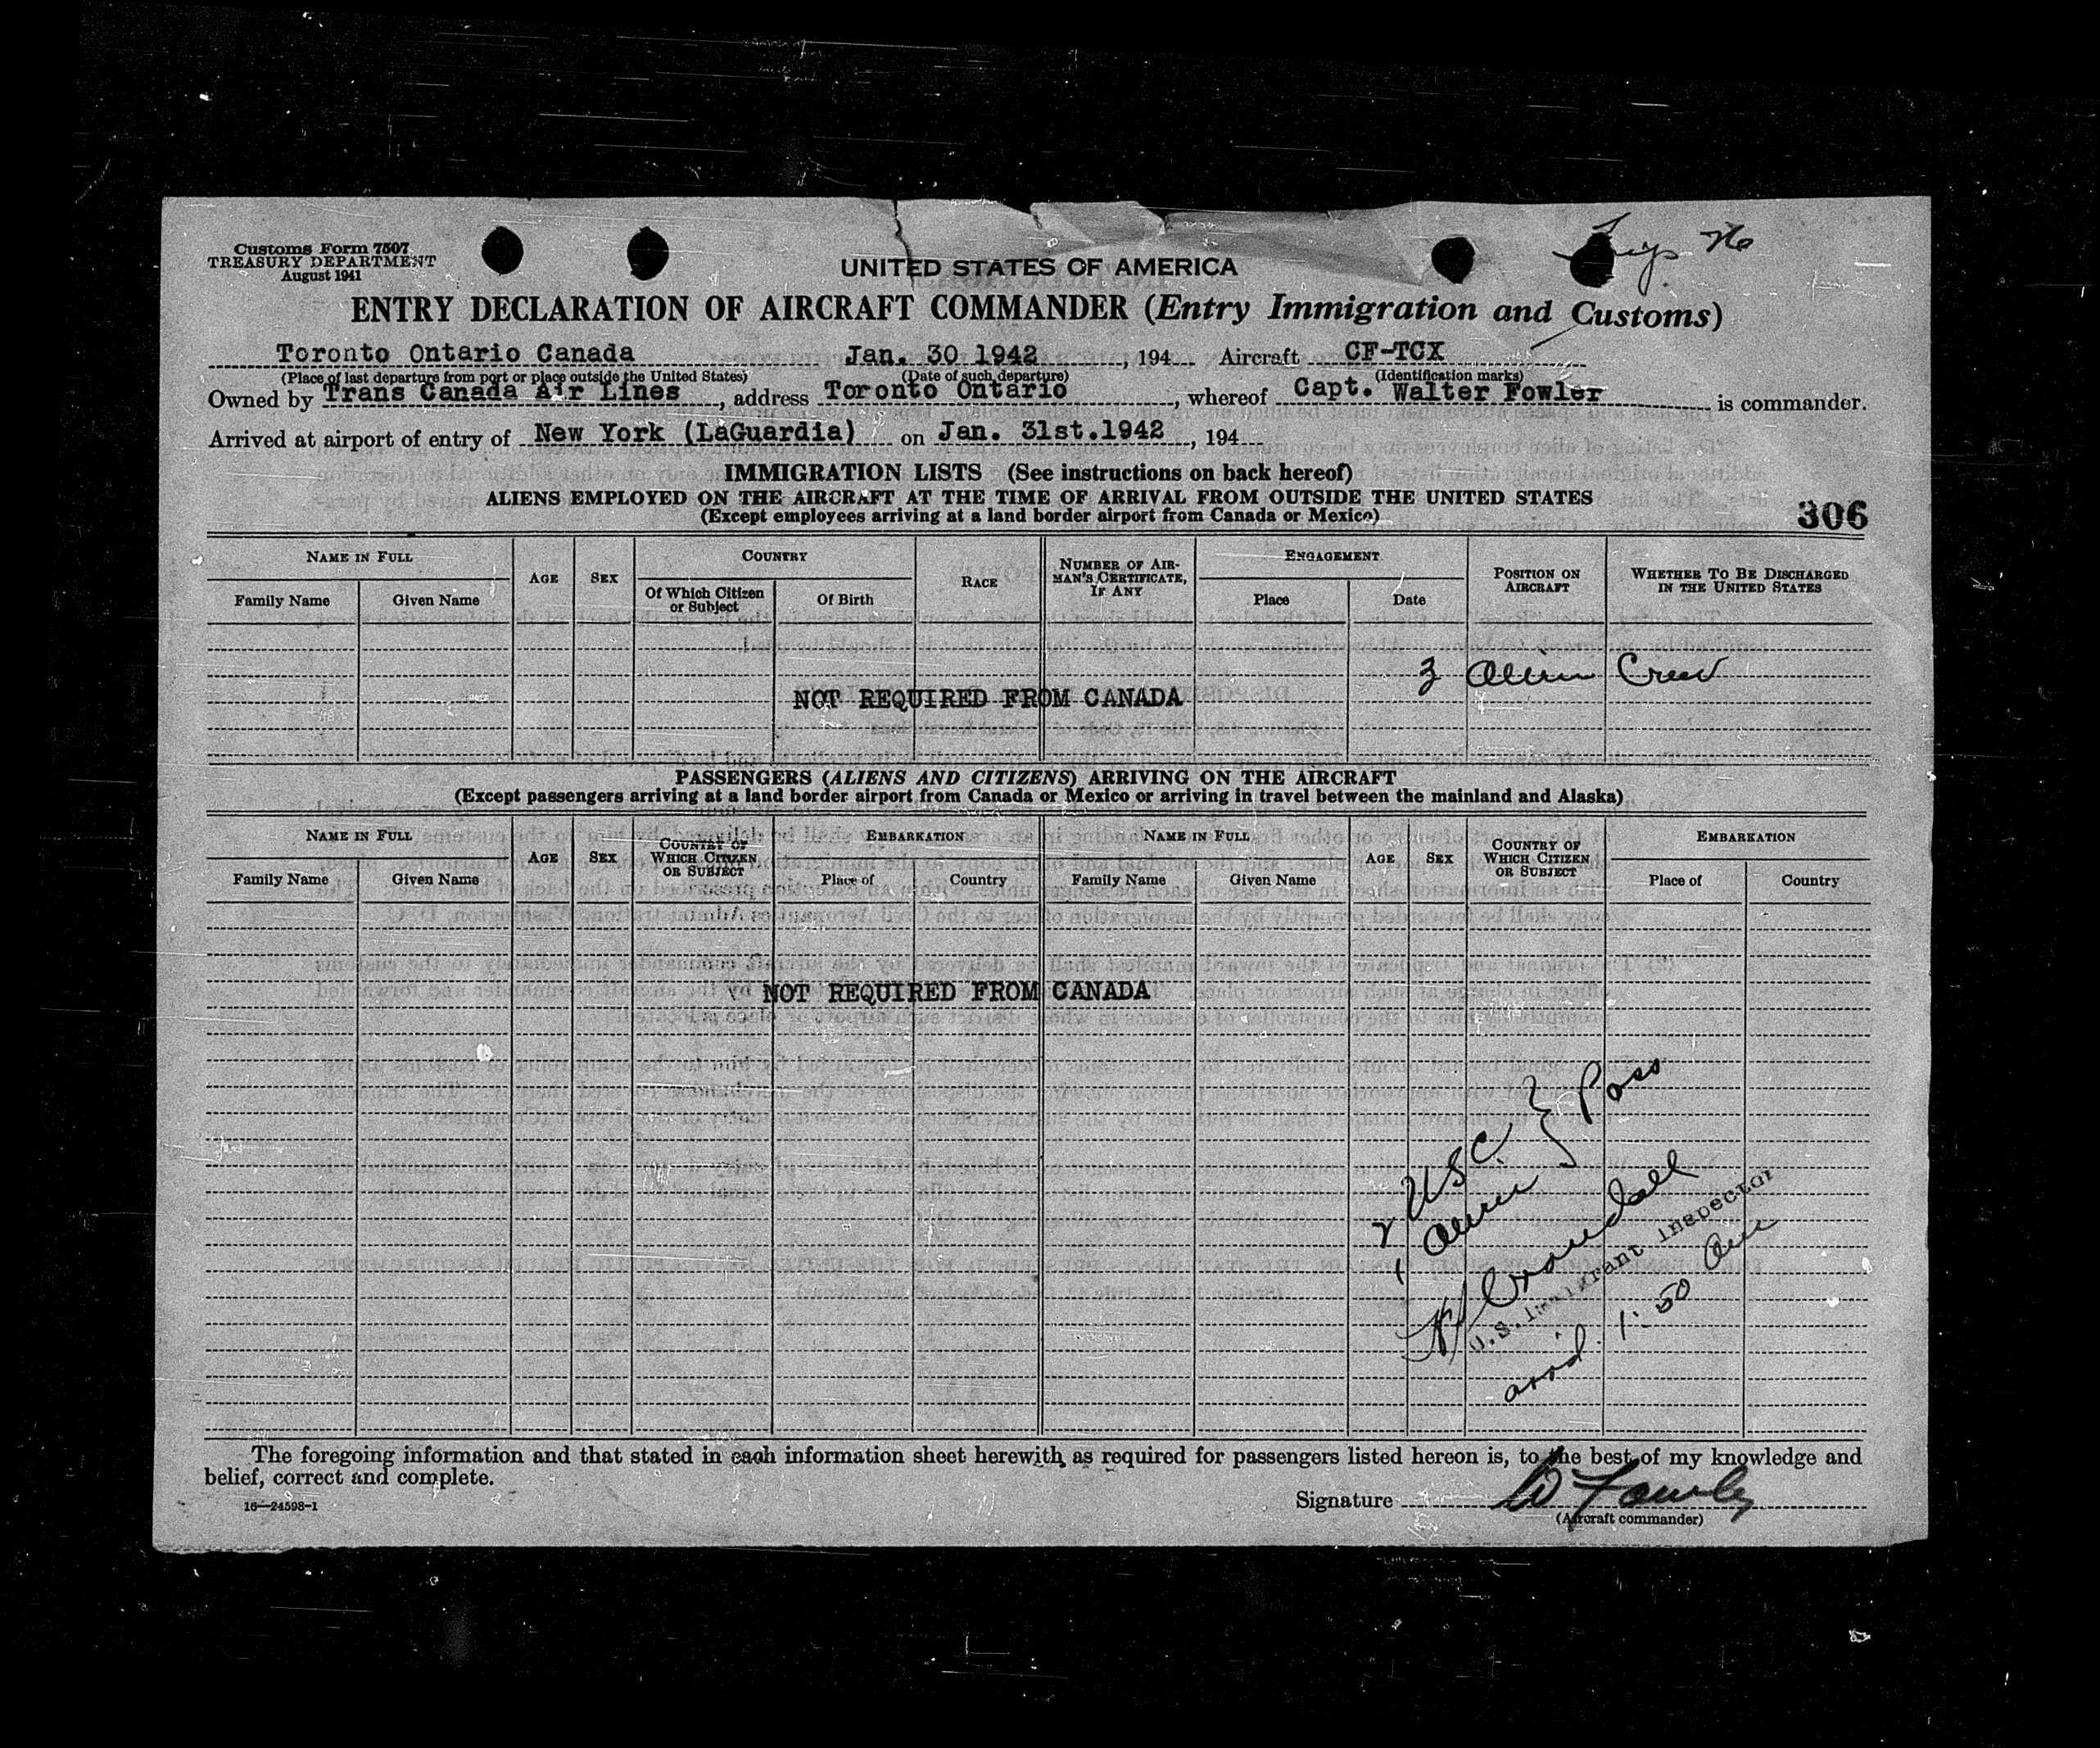 Customs Form 7507
TREASURY DEPARTMENT
August 1941
UNITED STATES OF AMERICA
ENTRY DECLARATION OF AIRCRAFT COMMANDER (Entry Immigration and Customs)
Toronto Ontario Canada Jan. 30 1942, 194 Aircraft CF-TCX
(Place of last departure from port or place outside the United States) (Date of such departure) (Identification marks)
Owned by Trans Canada Air Lines, address Toronto Ontario, whereof Capt. Walter Fowler is commander.
Arrived at airport of entry of New York (LaGuardia) on Jan. 31st.1942, 194
IMMIGRATION LISTS (See instructions on back hereof)
ALIENS EMPLOYED ON THE AIRCRAFT AT THE TIME OF ARRIVAL FROM OUTSIDE THE UNITED STATES
306
(Except employees arriving at a land border airport from Canada or Mexico)
NAME IN FULL AGE SEX COUNTRY RACE NUMBER OF AIRMAN'S CERTIFICATE, IF ANY ENGAGEMENT POSITION ON AIRCRAFT WHETHER TO BE DISCHARGED IN THE UNITED STATES
Family Name Given Name Of Which Citizen or Subject Of Birth Place Date
3 Alien Crew
NOT REQUIRED FROM CANADA
PASSENGERS (ALIENS AND CITIZENS) ARRIVING ON THE AIRCRAFT
(Except passengers arriving at a land border airport from Canada or Mexico or arriving in travel between the mainland and Alaska)
NAME IN FULL AGE SEX COUNTRY OF WHICH CITIZEN OR SUBJECT EMBARKATION NAME IN FULL AGE SEX COUNTRY OF WHICH CITIZEN OR SUBJECT EMBARKATION
Family Name Given Name Place of Country Family Name Given Name Place of Country
NOT REQUIRED FROM CANADA
2 USC } Pass
1 Alien
Crandall
U.S. Immigrant Inspector
arrd. 1:50 am
The foregoing information and that stated in each information sheet herewith as required for passengers listed hereon is, to the best of my knowledge and
belief, correct and complete.
16—24598-1
Signature W Fowler
(Aircraft commander)